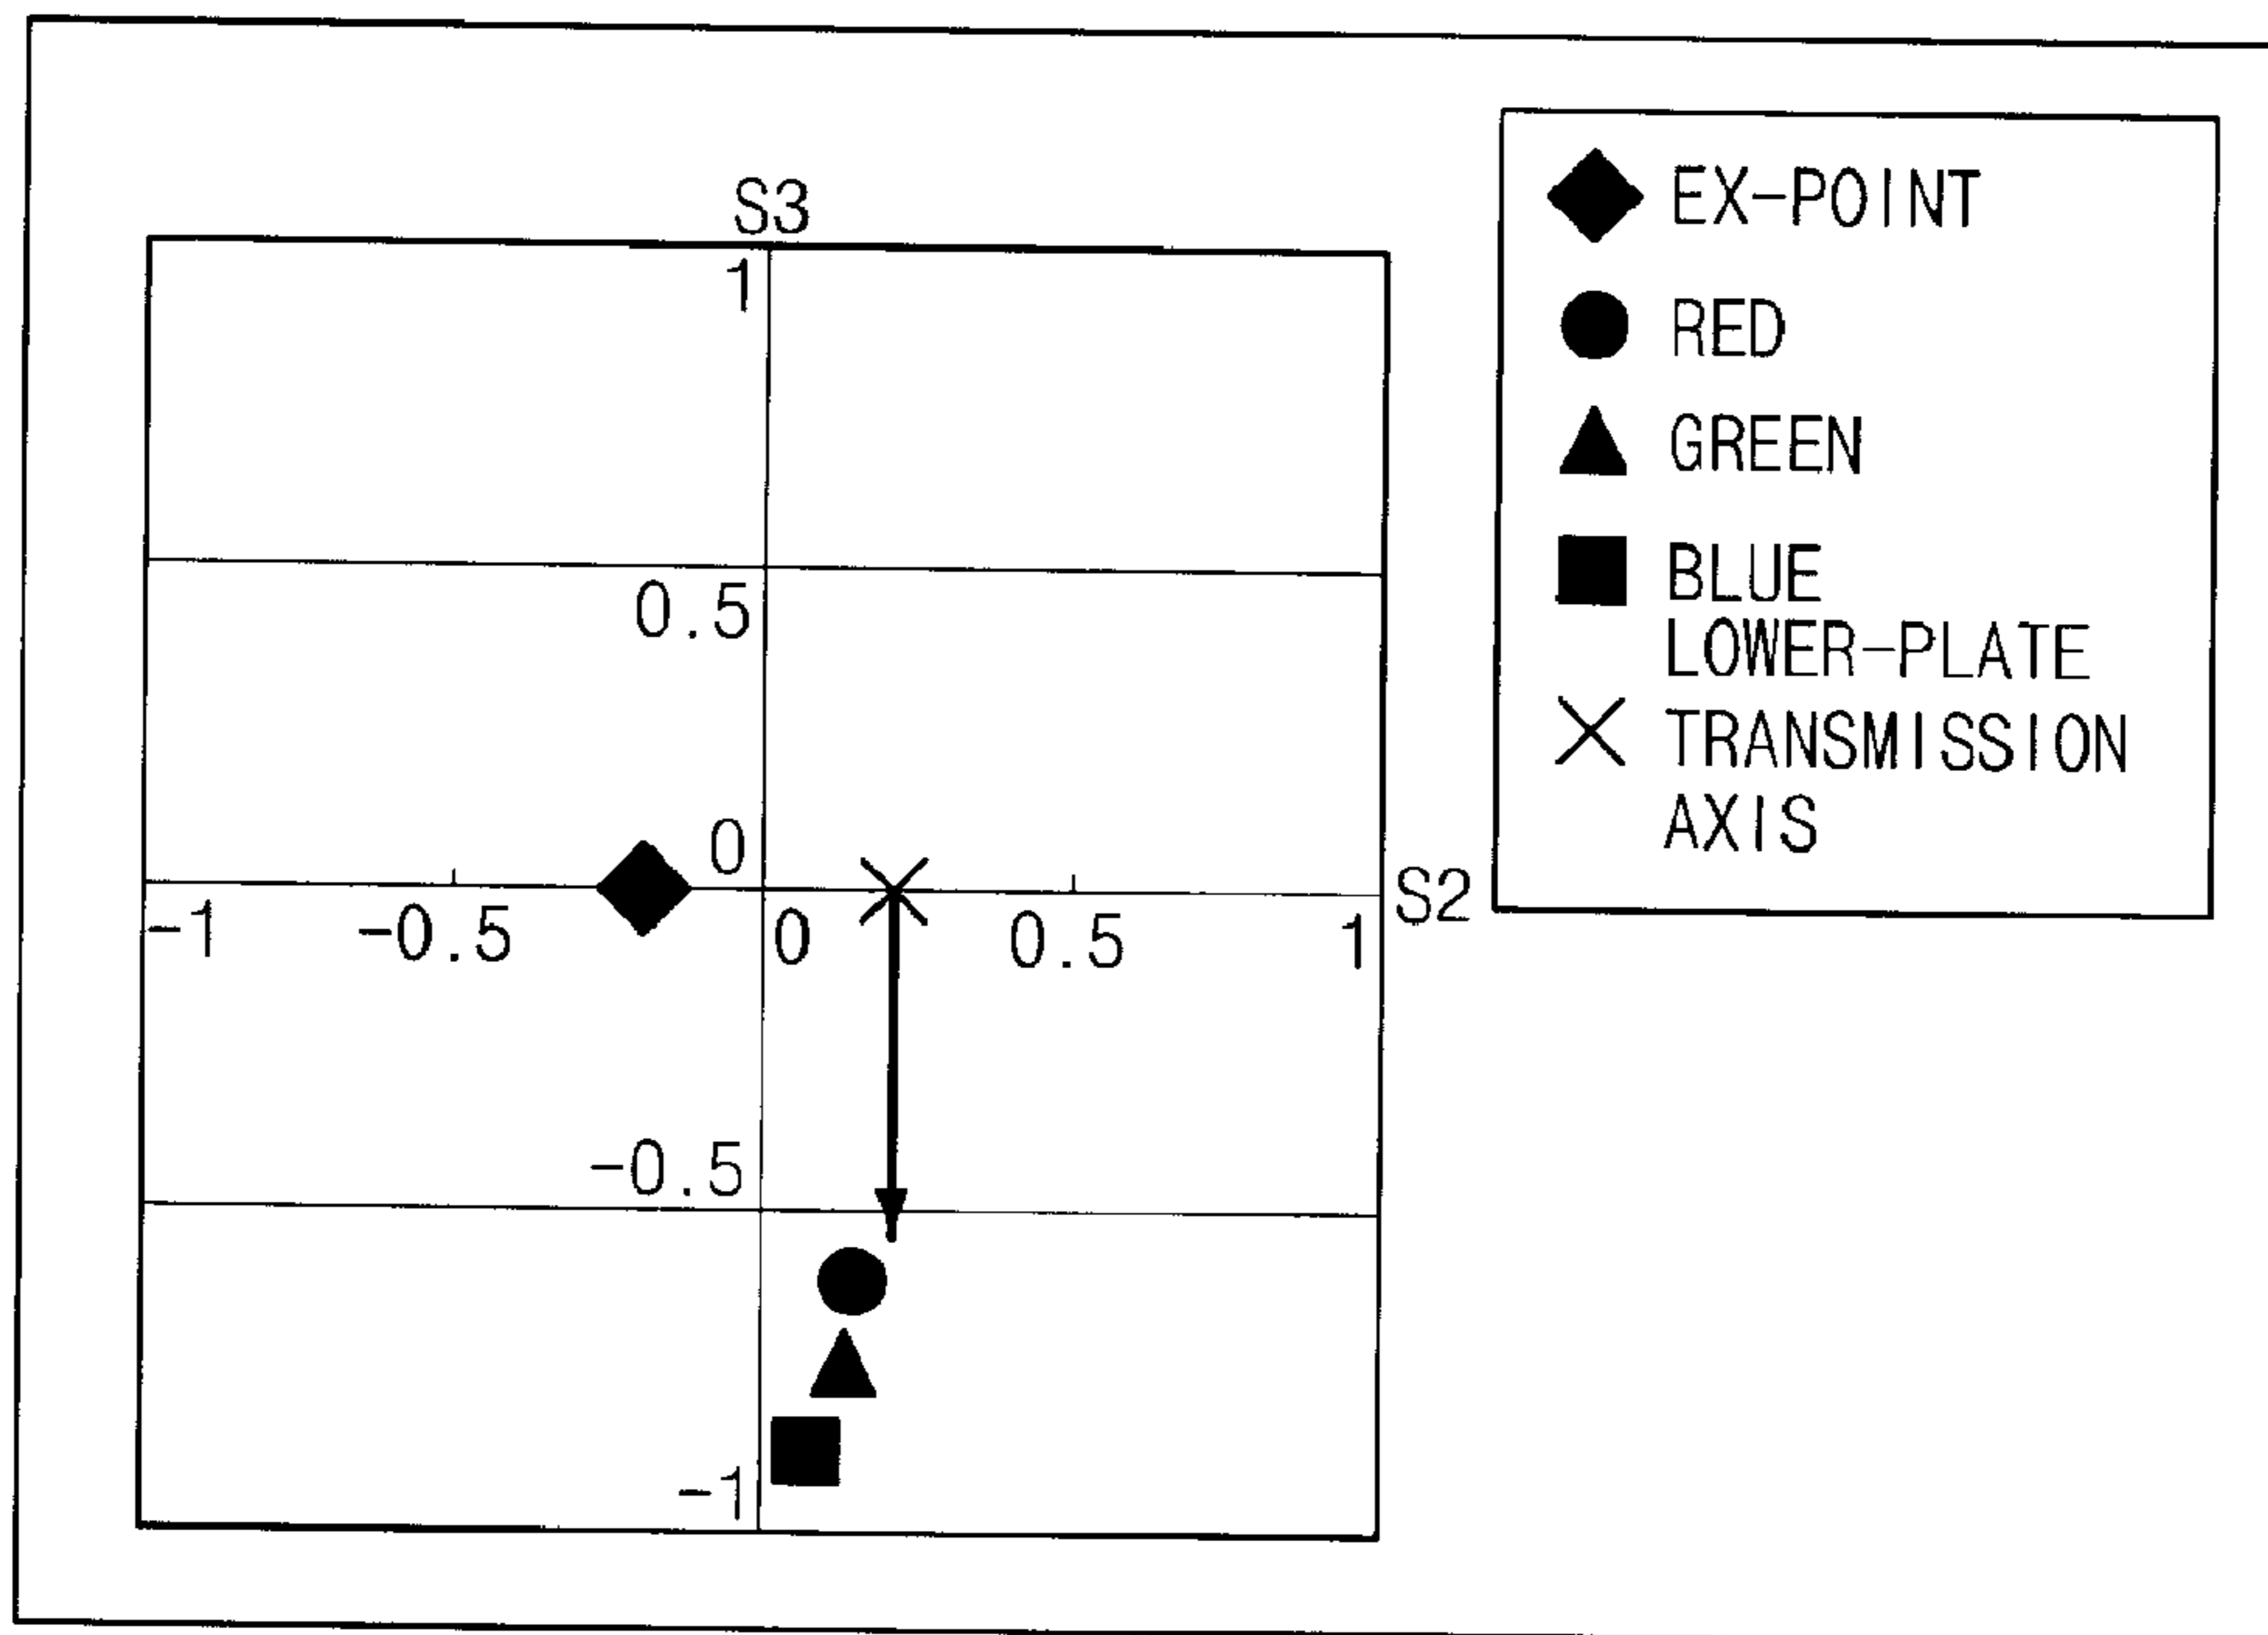 S3
1
0.5
0
-1
-0.5
0
0.5
1
S2
-0.5
-1
EX-POINT
RED
GREEN
BLUE
LOWER-PLATE
TRANSMISSION
AXIS